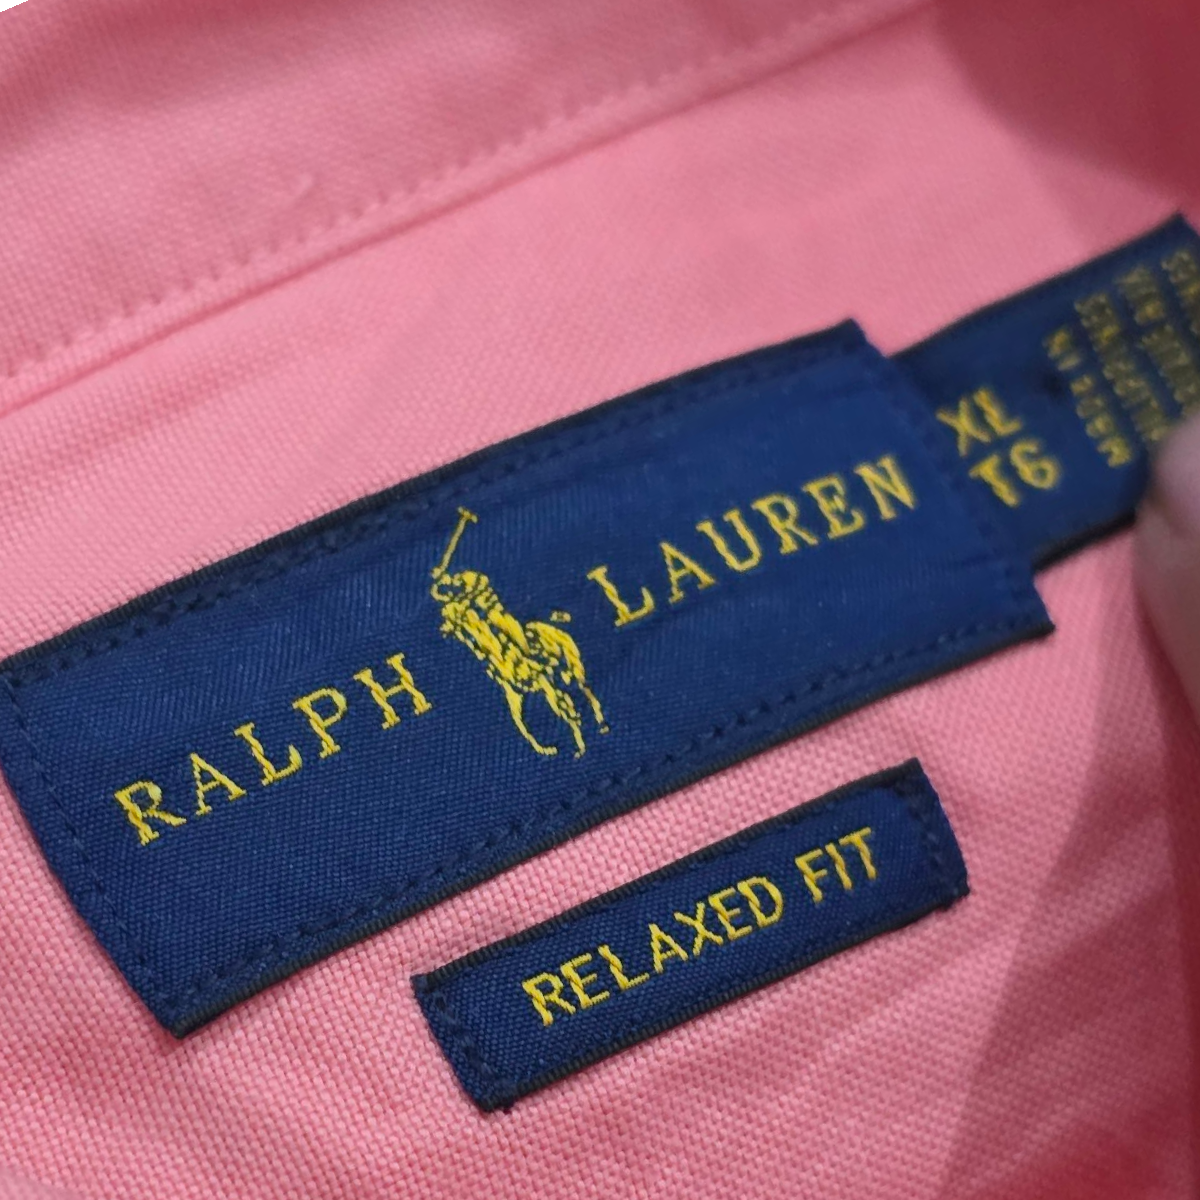 RALPH LAUREN
XL
TG
RELAXED FIT